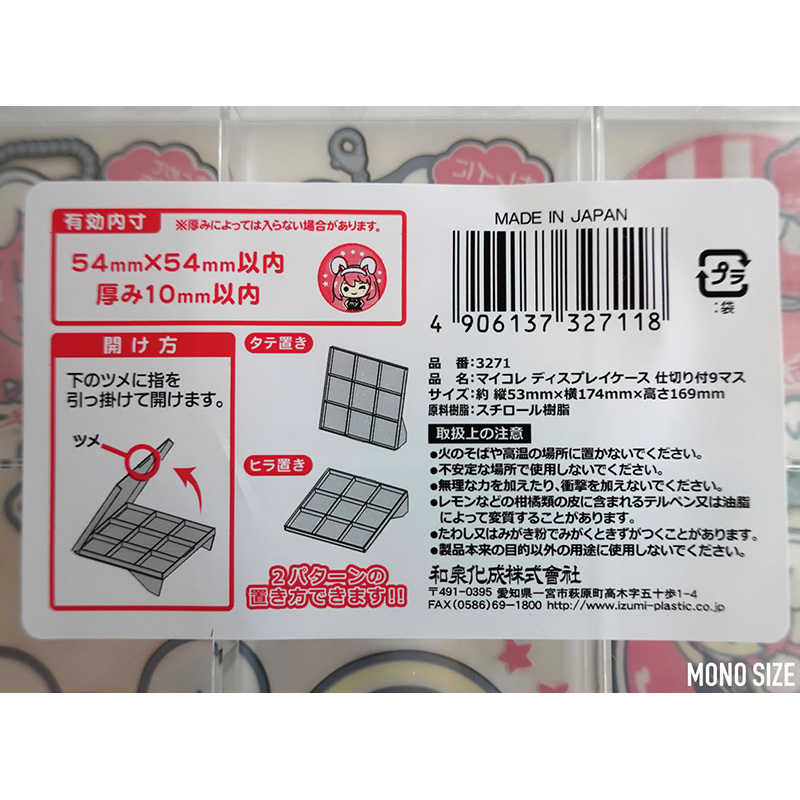 有効内寸
※厚みによっては入らない場合があります。
54mm×54mm以内
厚み10mm以内
開け方
下のツメに指を
引っ掛けて開けます。
ツメ
タテ置き
ヒラ置き
2パターンの
置き方できます!!
MADE IN JAPAN
4 906137 327118
プラ
:袋
品 番:3271
品 名:マイコレ ディスプレイケース 仕切り付9マス
サイズ:約 縦53mm×横174mm×高さ169mm
原料樹脂:スチロール樹脂
取扱上の注意
●火のそばや高温の場所に置かないでください。
●不安定な場所で使用しないでください。
●無理な力を加えたり、衝撃を加えないでください。
●レモンなどの柑橘類の皮に含まれるテルペン又は油脂
によって変質することがあります。
●たわし又はみがき粉でみがくときずがつくことがあります。
●製品本来の目的以外の用途に使用しないでください。
和泉化成株式會社
〒491-0395 愛知県一宮市萩原町高木字五十歩1-4
FAX(0586)69-1800 http://www.izumi-plastic.co.jp
MONO SIZE